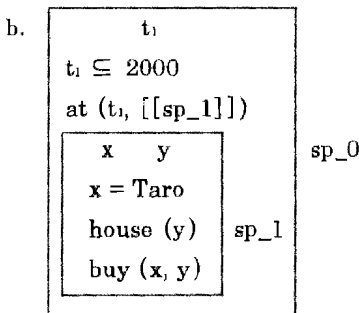 b. t₁
t₁ ⊆ 2000
at (t₁, [[sp_1]])
x y
sp_0
x = Taro
house (y) sp_1
buy (x, y)